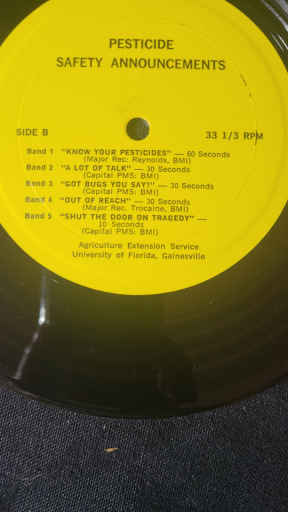 PESTICIDE
SAFETY ANNOUNCEMENTS
SIDE B 33 1/3 RPM
Band 1 "KNOW YOUR PESTICIDES" — 60 Seconds
(Major Rec: Reynolds, BMI)
Band 2 "A LOT OF TALK" — 30 Seconds
(Capital PMS: BMI)
Band 3 "GOT BUGS YOU SAY!" — 30 Seconds
(Capital PMS: BMI)
Band 4 "OUT OF REACH" — 30 Seconds
(Major Rec. Trocaine, BMI)
Band 5 "SHUT THE DOOR ON TRAGEDY" —
10 Seconds
(Capital PMS: BMI)
Agriculture Extension Service
University of Florida, Gainesville